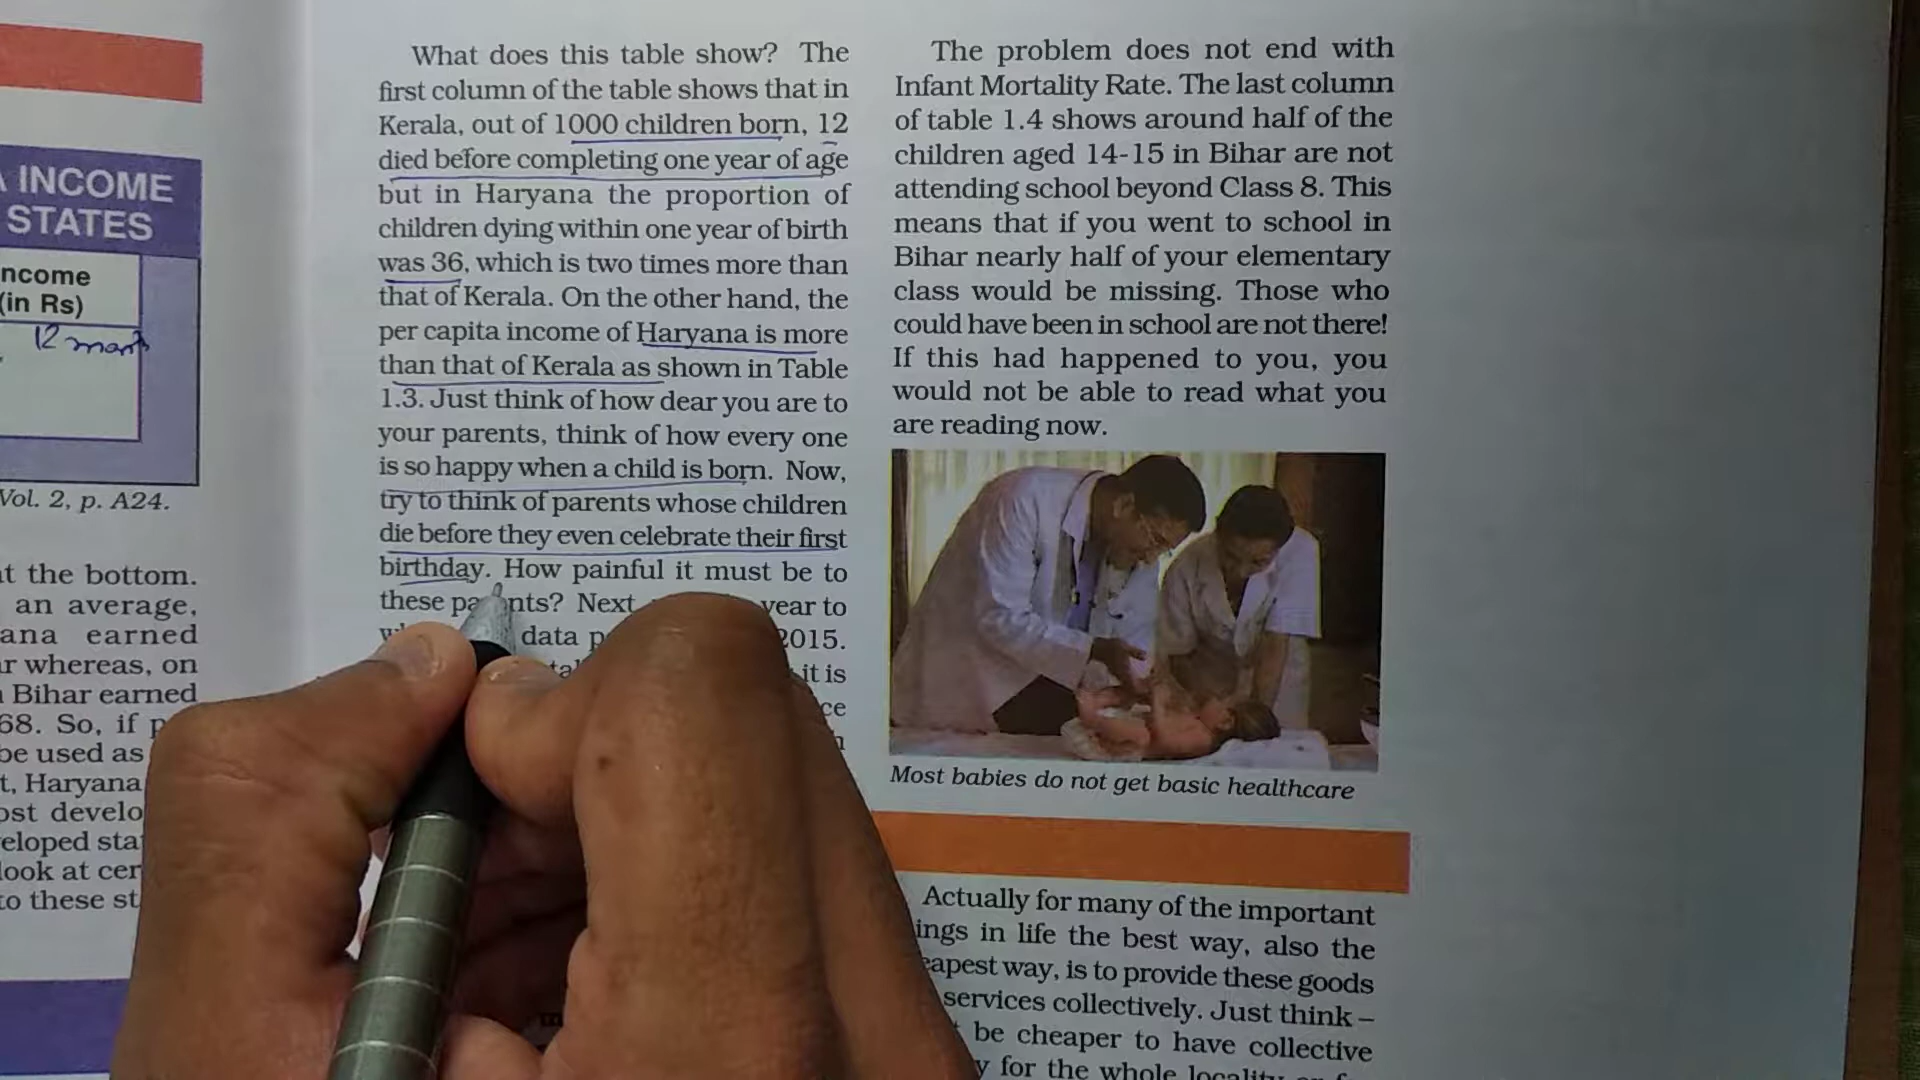 INCOME
STATES
(in Rs)
12
Vol. 2, p. A24.
the bottom.
an average,
earned
whereas, on
Bihar earned
68. So, if
be used as
Haryana
look at
to these
What does this table show? The
first column of the table shows that in
Kerala, out of 1000 children born, 12
died before completing one year of age
but in Haryana the proportion of
children dying within one year of birth
was 36, which is two times more than
that of Kerala. On the other hand, the
per capita income of Haryana is more
than that of Kerala as shown in Table
1.3. Just think of how dear you are to
your parents, think of how every one
is so happy when a child is born. Now,
try to think of parents whose children
die before they even celebrate their first
birthday. How painful it must be to
these parents? Next year to
data 2015.
it is
The problem does not end with
Infant Mortality Rate. The last column
of table 1.4 shows around half of the
children aged 14-15 in Bihar are not
attending school beyond Class 8. This
means that if you went to school in
Bihar nearly half of your elementary
class would be missing. Those who
could have been in school are not there!
If this had happened to you, you
would not be able to read what you
are reading now.
Most babies do not get basic healthcare
Actually for many of the important
in life the best way, also the
way, is to provide these goods
services collectively. Just think –
be cheaper to have collective
for the whole locality